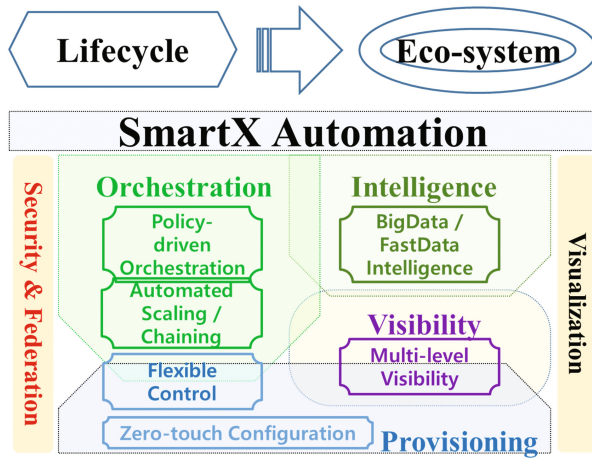 Lifecycle
Eco-system
SmartX Automation
Security & Federation
Orchestration
Policy-
driven
Orchestration
Automated
Scaling /
Chaining
Flexible
Control
Zero-touch Configuration
Intelligence
BigData /
FastData
Intelligence
Visibility
Multi-level
Visibility
Provisioning
Visualization